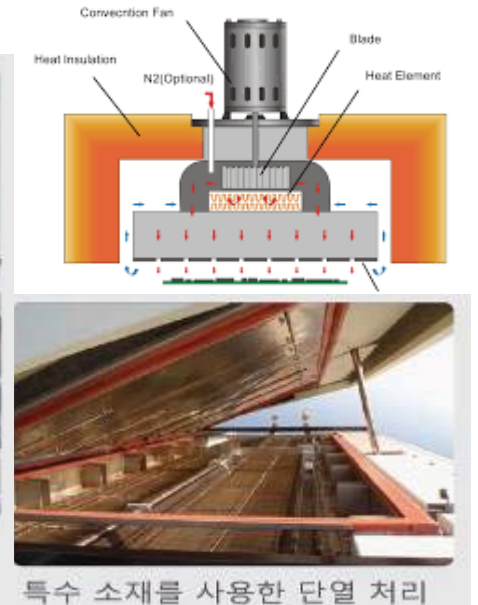 Convecntion Fan
Blade
Heat Insulation
Heat Element
N2(Optional)
특수 소재를 사용한 단열 처리